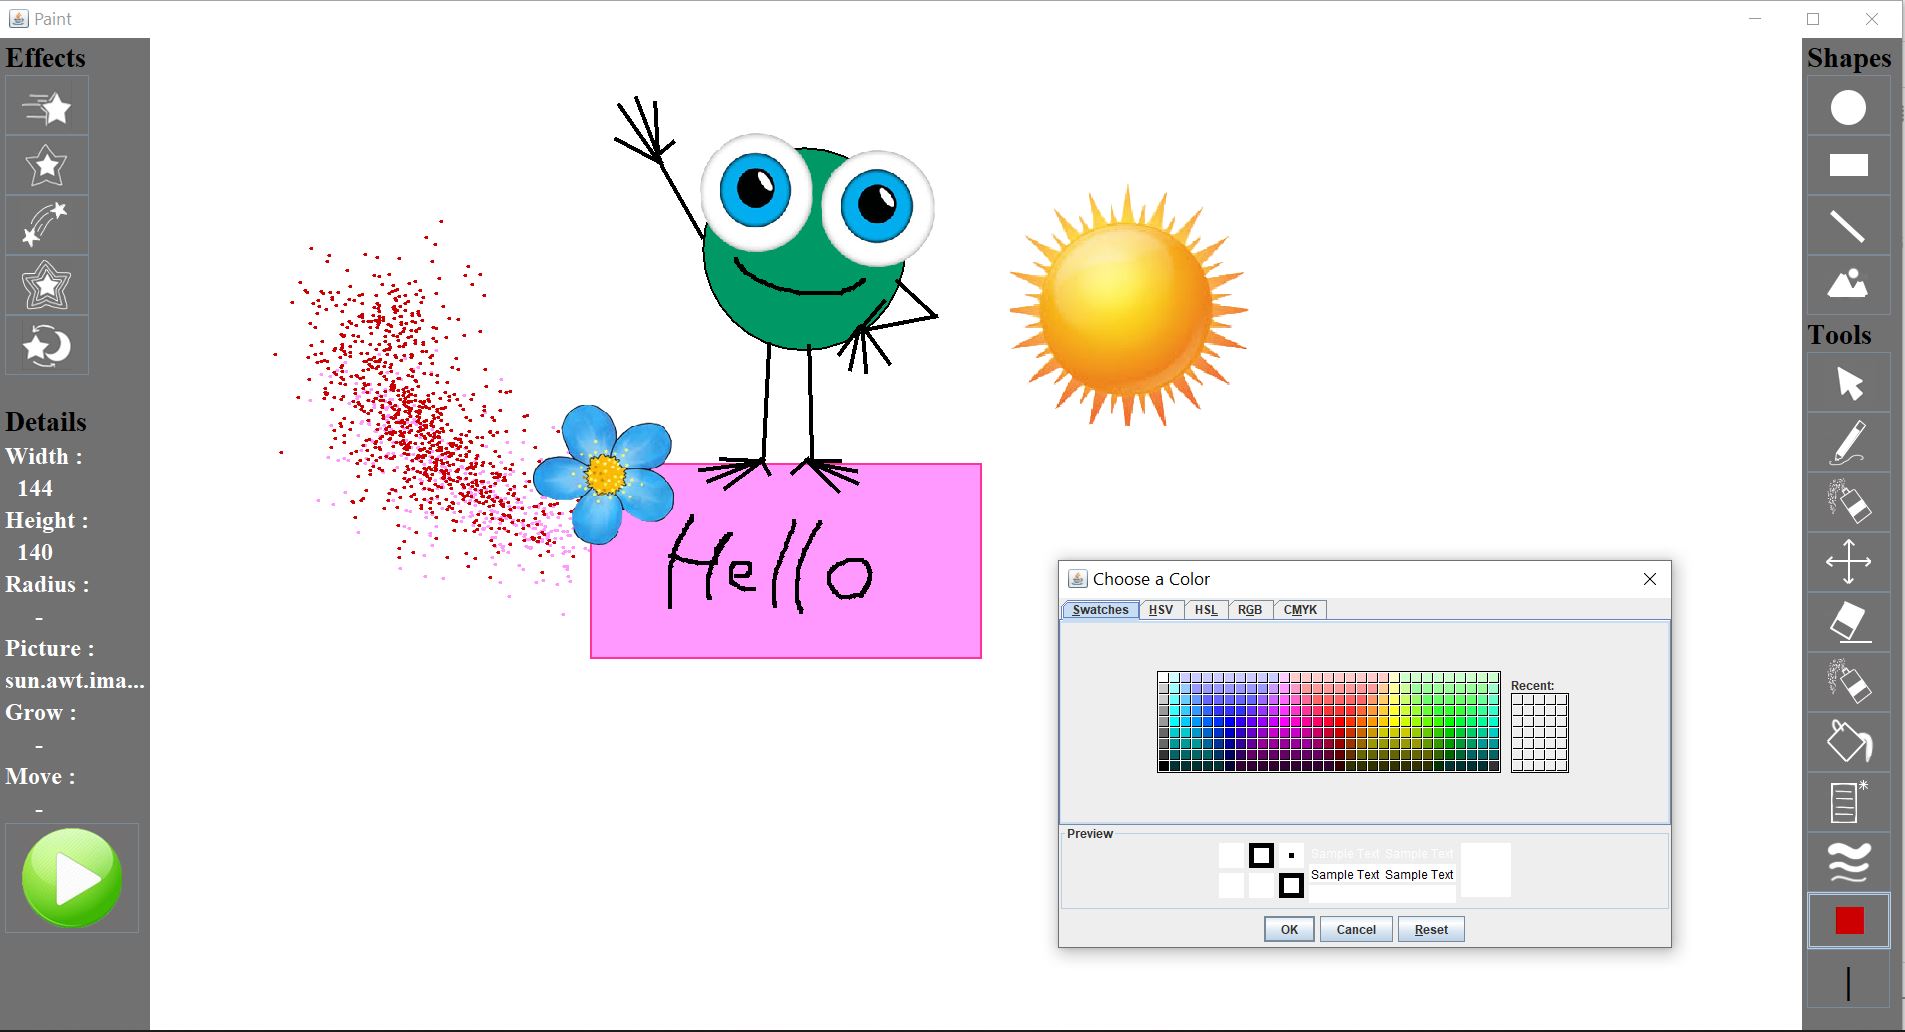 Paint
Effects
Details
Width :
144
Height :
140
Radius :
-
Picture :
sun.awt.ima...
Grow :
-
Move :
-
Hello
Shapes
Tools
Choose a Color
Swatches HSV HSL RGB CMYK
Recent:
Preview
Sample Text Sample Text
Sample Text Sample Text
OK Cancel Reset